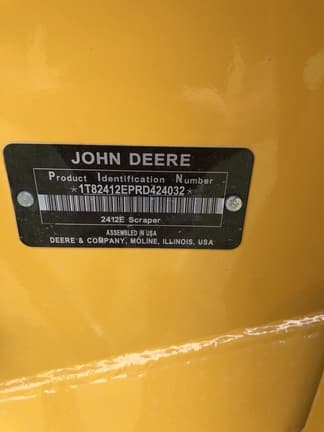 JOHN DEERE
Product Identification Number
*1T82412EPRD424032*
2412E Scraper
ASSEMBLED IN USA
DEERE & COMPANY, MOLINE, ILLINOIS, USA